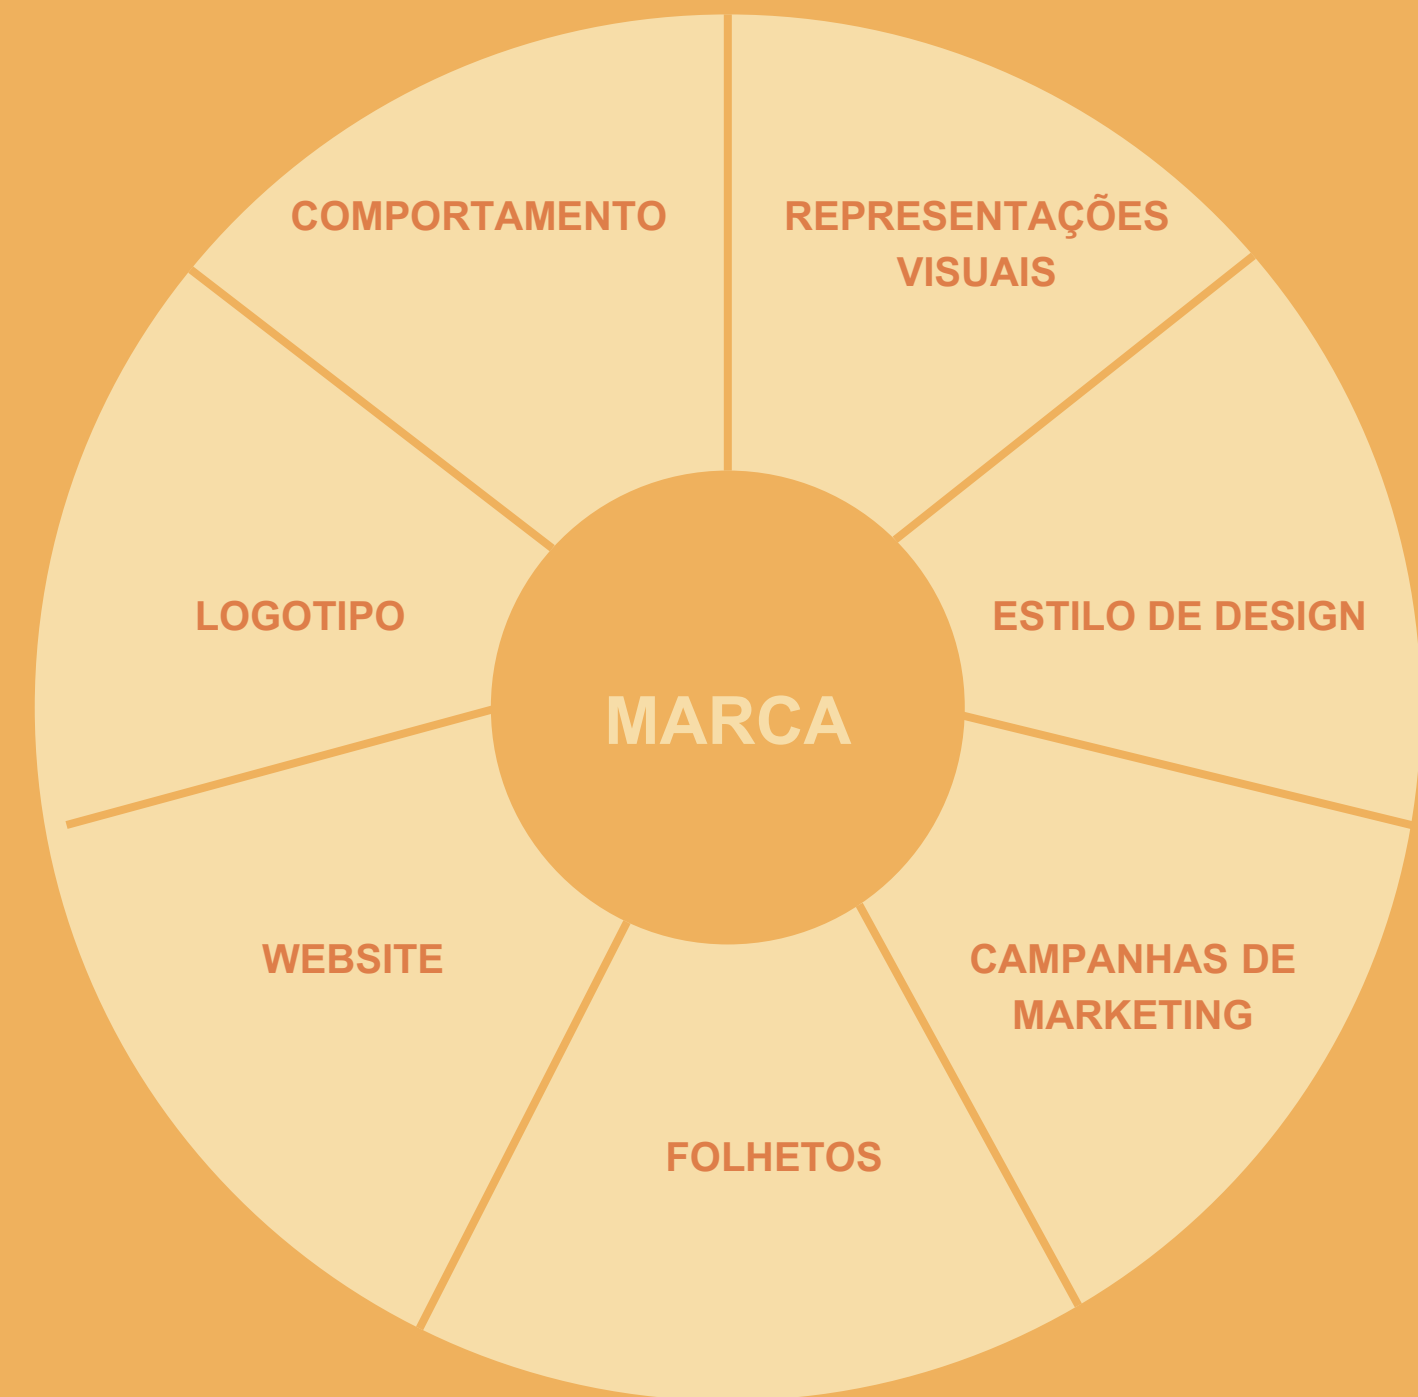 COMPORTAMENTO
REPRESENTAÇÕES
VISUAIS
LOGOTIPO
ESTILO DE DESIGN
MARCA
WEBSITE
CAMPANHAS DE
MARKETING
FOLHETOS